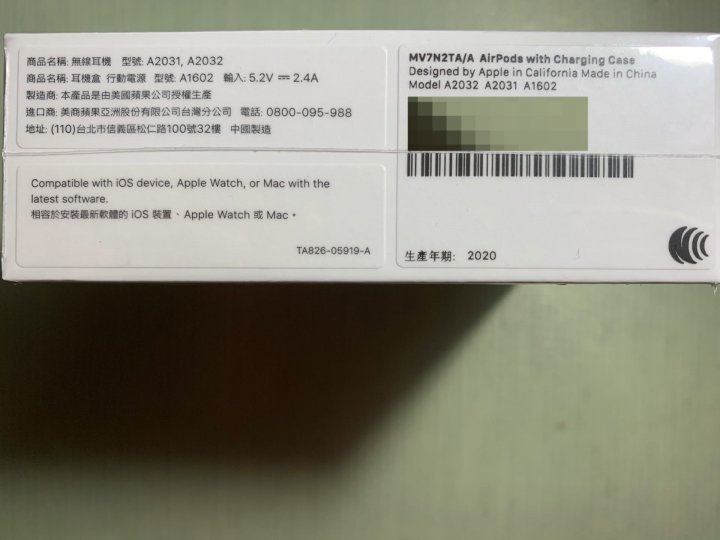 商品名稱: 無線耳機 型號: A2031, A2032
商品名稱: 耳機盒 行動電源 型號: A1602 輸入: 5.2V ⎓ 2.4A
製造商: 本產品是由美國蘋果公司授權生產
進口商: 美商蘋果亞洲股份有限公司台灣分公司 電話: 0800-095-988
地址: (110)台北市信義區松仁路100號32樓 中國製造
Compatible with iOS device, Apple Watch, or Mac with the
latest software.
相容於安裝最新軟體的 iOS 裝置、Apple Watch 或 Mac。
TA826-05919-A
MV7N2TA/A AirPods with Charging Case
Designed by Apple in California Made in China
Model A2032 A2031 A1602
生產年期: 2020